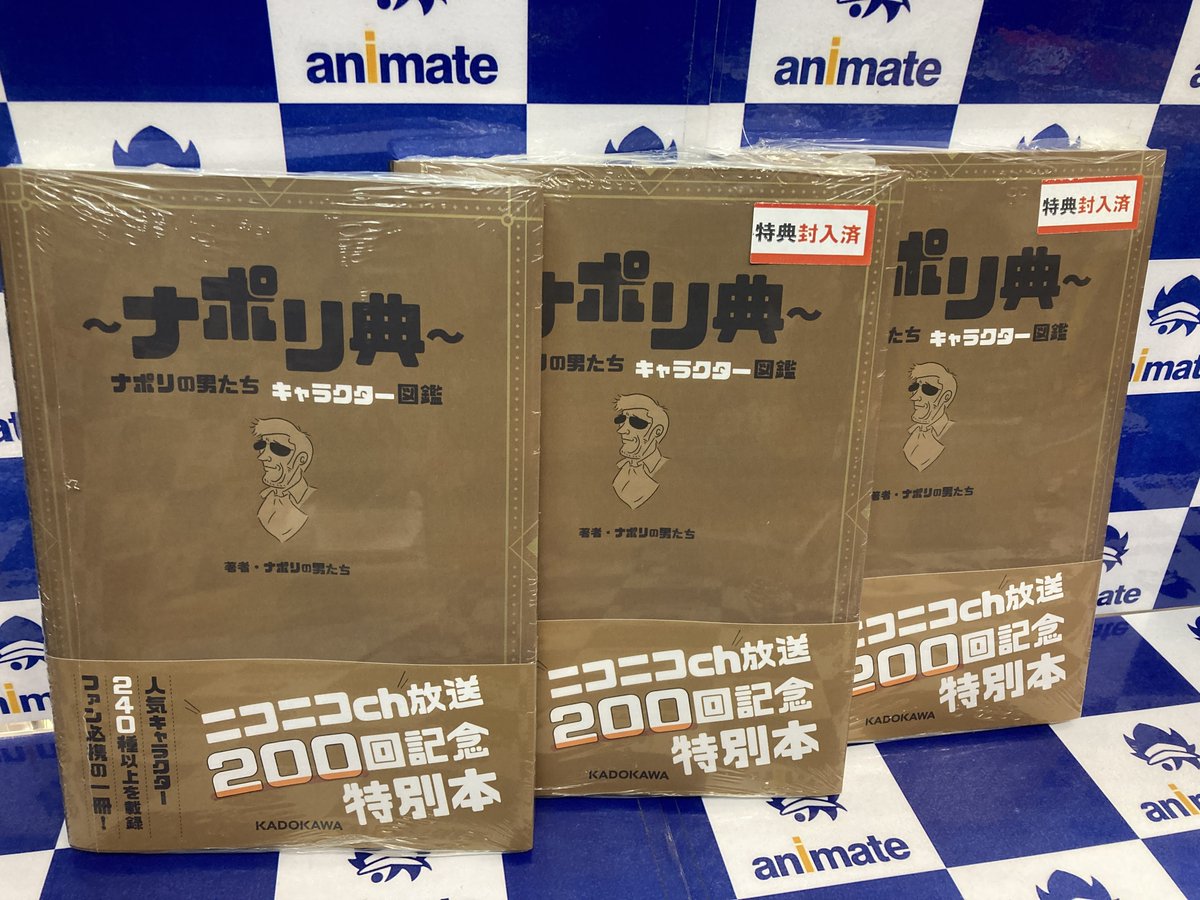 animate
animate
～ナポリ典～
ナポリの男たち キャラクター図鑑
著者・ナポリの男たち
人気キャラクター
240種以上を載録
ファン必携の一冊！
ニコニコch放送
200回記念
特別本
KADOKAWA
特典封入済
ポリ典～
の男たち キャラクター図鑑
著者・ナポリの男たち
ニコニコch放送
200回記念
特別本
KADOKAWA
特典封入済
ポリ典～
たち キャラクター図鑑
著者・ナポリの男たち
ニコニコch放送
200回記念
特別本
KADOKAWA
animate
animate